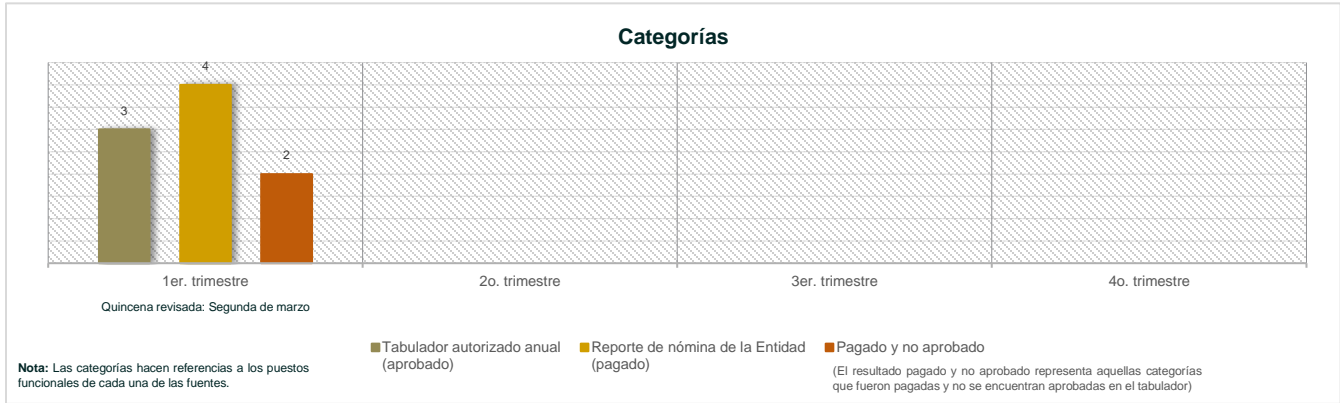 Categorías
4
3
2
1er. trimestre
2o. trimestre
3er. trimestre
4o. trimestre
Quincena revisada: Segunda de marzo
Tabulador autorizado anual
(aprobado)
Reporte de nómina de la Entidad
(pagado)
Pagado y no aprobado
(El resultado pagado y no aprobado representa aquellas categorías
que fueron pagadas y no se encuentran aprobadas en el tabulador)
Nota: Las categorías hacen referencias a los puestos
funcionales de cada una de las fuentes.